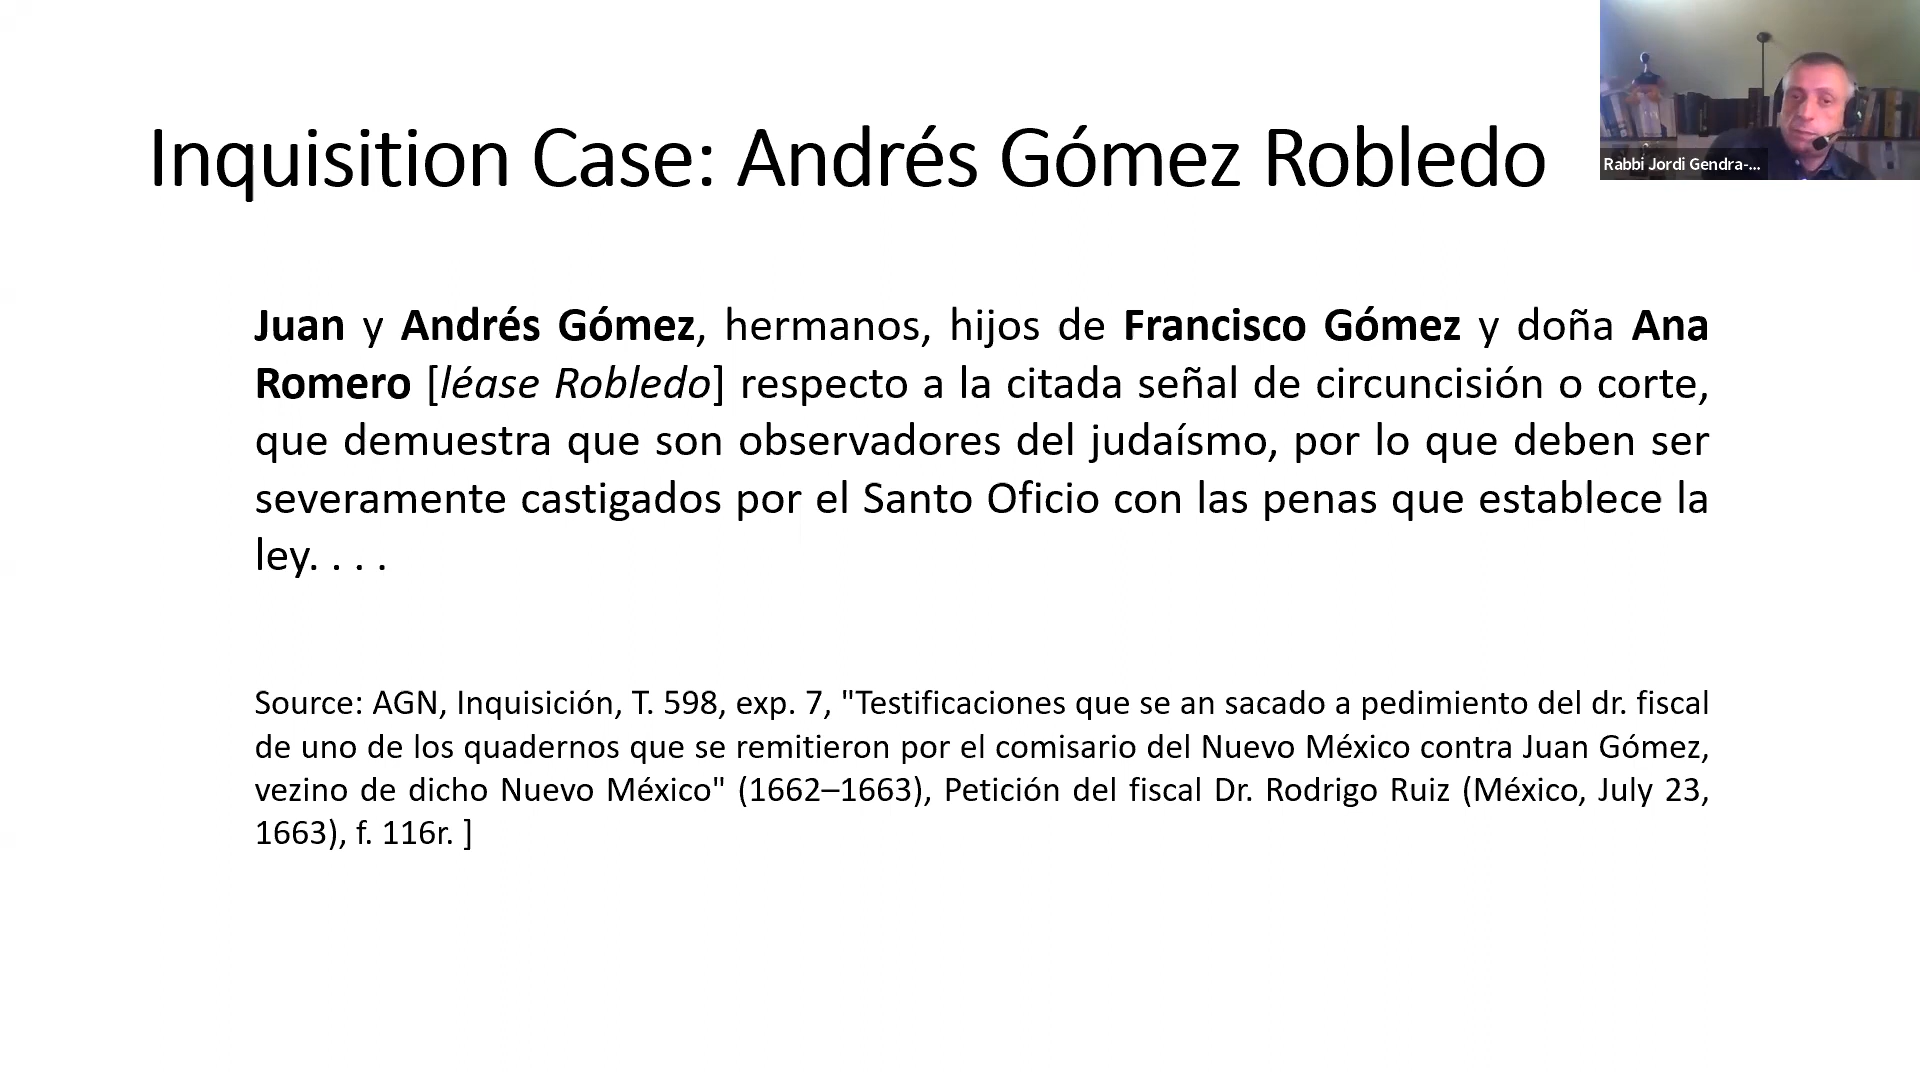 Inquisition Case: Andrés Gómez Robledo
Rabbi Jordi Gendra-...
Juan y Andrés Gómez, hermanos, hijos de Francisco Gómez y doña Ana
Romero [léase Robledo] respecto a la citada señal de circuncisión o corte,
que demuestra que son observadores del judaísmo, por lo que deben ser
severamente castigados por el Santo Oficio con las penas que establece la
ley. . . .
Source: AGN, Inquisición, T. 598, exp. 7, "Testificaciones que se an sacado a pedimiento del dr. fiscal
de uno de los quadernos que se remitieron por el comisario del Nuevo México contra Juan Gómez,
vezino de dicho Nuevo México" (1662–1663), Petición del fiscal Dr. Rodrigo Ruiz (México, July 23,
1663), f. 116r. ]